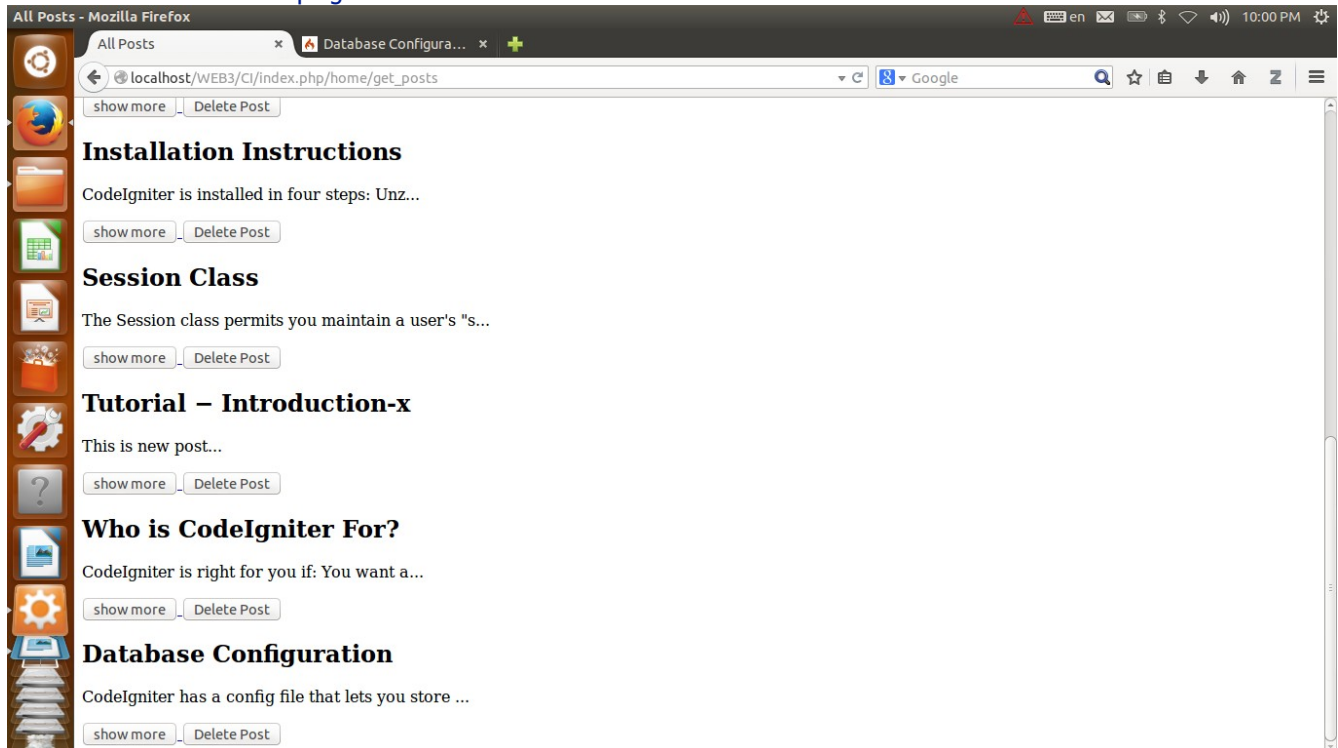 All Posts - Mozilla Firefox
en
10:00 PM
All Posts
Database Configura...
localhost/WEB3/CI/index.php/home/get_posts
Google
show more Delete Post
Installation Instructions
CodeIgniter is installed in four steps: Unz...
show more Delete Post
Session Class
The Session class permits you maintain a user's "s...
show more Delete Post
Tutorial − Introduction-x
This is new post...
show more Delete Post
Who is CodeIgniter For?
CodeIgniter is right for you if: You want a...
show more Delete Post
Database Configuration
CodeIgniter has a config file that lets you store ...
show more Delete Post